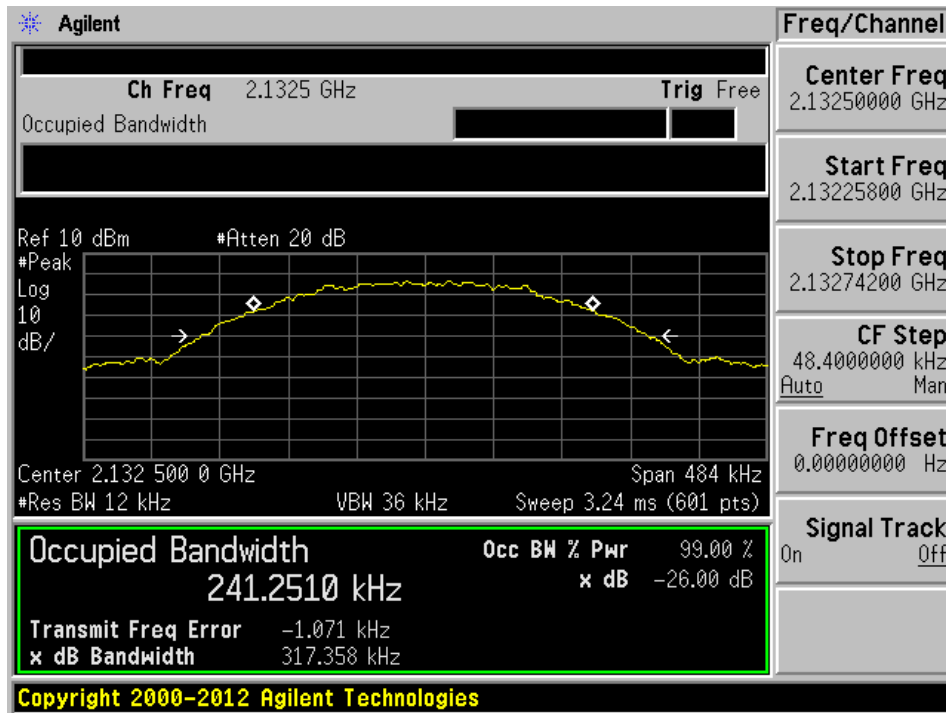 Agilent
Freq/Channel
Ch Freq 2.1325 GHz Trig Free
Occupied Bandwidth
Center Freq
2.13250000 GHz
Start Freq
2.13225800 GHz
Stop Freq
2.13274200 GHz
CF Step
48.4000000 kHz
Auto Man
Freq Offset
0.00000000 Hz
Signal Track
On Off
Ref 10 dBm #Atten 20 dB
#Peak
Log
10
dB/
Center 2.132 500 0 GHz Span 484 kHz
#Res BW 12 kHz VBW 36 kHz Sweep 3.24 ms (601 pts)
Occupied Bandwidth
241.2510 kHz
Occ BW % Pwr 99.00 %
x dB -26.00 dB
Transmit Freq Error -1.071 kHz
x dB Bandwidth 317.358 kHz
Copyright 2000-2012 Agilent Technologies